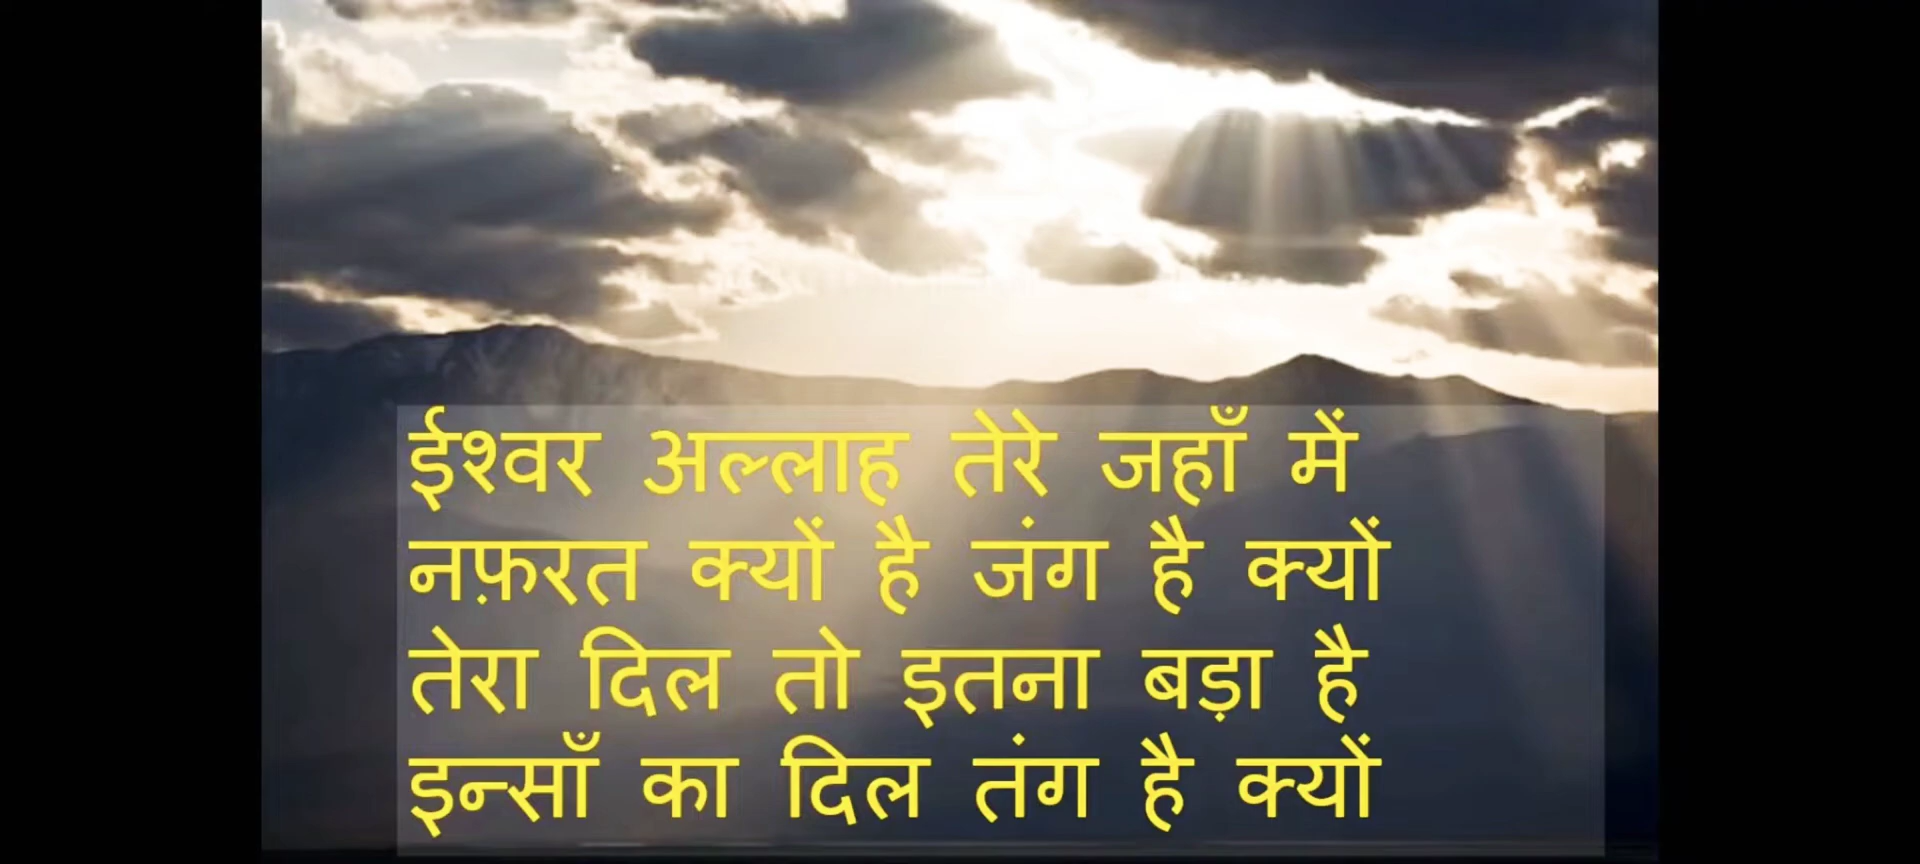 ईश्वर अल्लाह तेरे जहाँ में
नफ़रत क्यों है जंग है क्यों
तेरा दिल तो इतना बड़ा है
इन्साँ का दिल तंग है क्यों